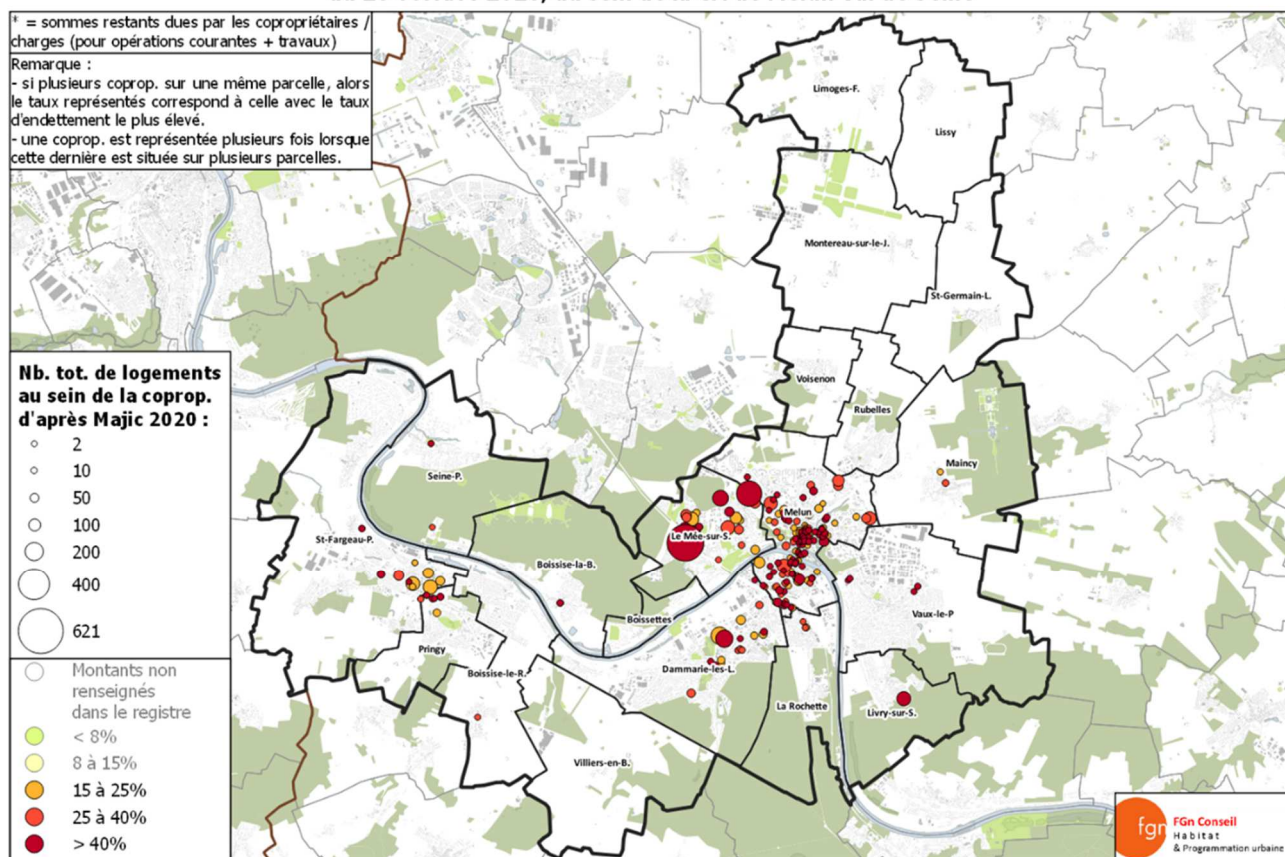 * = sommes restants dues par les copropriétaires /
charges (pour opérations courantes + travaux)
Remarque :
- si plusieurs coprop. sur une même parcelle, alors
le taux représentés correspond à celle avec le taux
d'endettement le plus élevé.
- une coprop. est représentée plusieurs fois lorsque
cette dernière est située sur plusieurs parcelles.
Limoges-F.
Lissy
Montereau-sur-le-J.
St-Germain-L.
Voisenon
Rubelles
Maincy
Seine-P.
Melun
Le Mée-sur-S.
St-Fargeau-P.
Boissise-la-B.
Boissettes
Vaux-le-P
Pringy
Boissise-le-R.
Dammarie-les-L.
La Rochette
Livry-sur-S.
Villiers-en-B.
Nb. tot. de logements
au sein de la coprop.
d'après Majic 2020 :
2
10
50
100
200
400
621
Montants non
renseignés
dans le registre
< 8%
8 à 15%
15 à 25%
25 à 40%
> 40%
fgn
FGn Conseil
Habitat
& Programmation urbaine